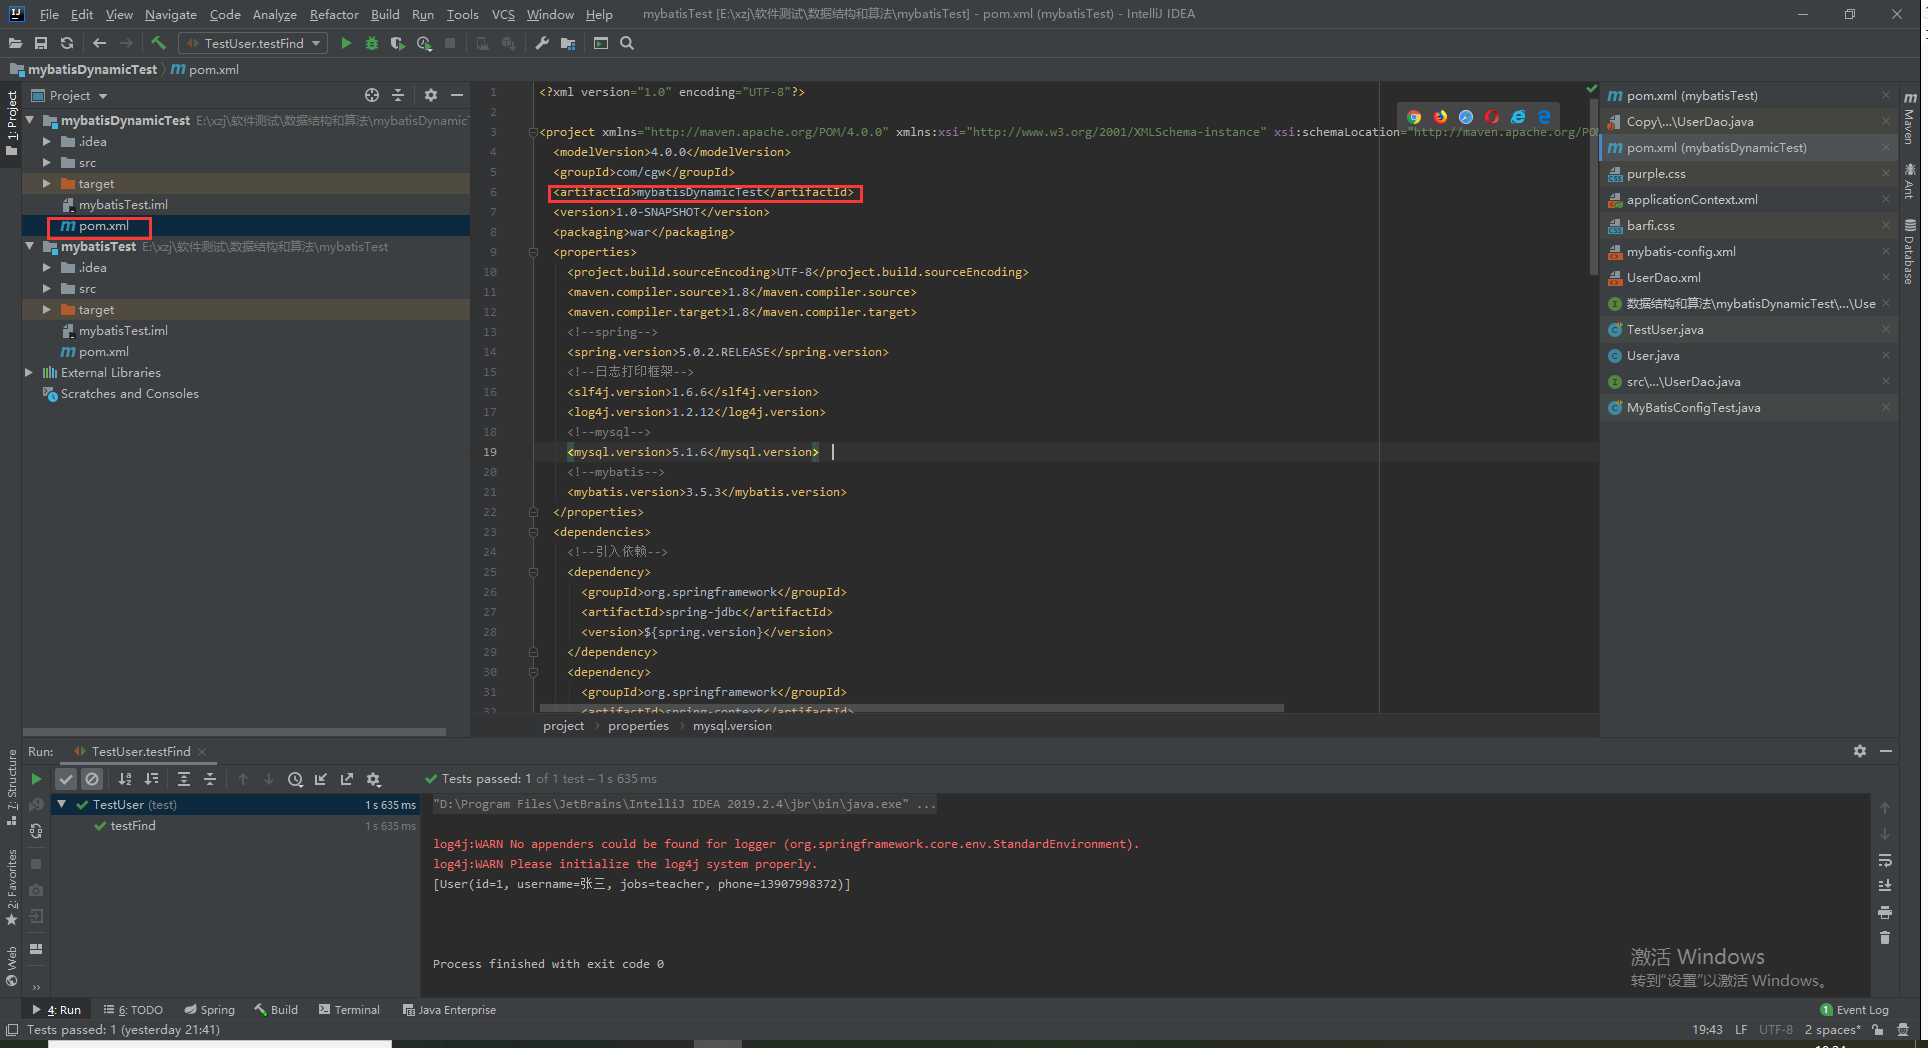 File Edit View Navigate Code Analyze Refactor Build Run Tools VCS Window Help mybatisTest [E:\xzj\软件测试\数据结构和算法\mybatisTest] - pom.xml (mybatisTest) - IntelliJ IDEA
TestUser.testFind
mybatisDynamicTest pom.xml
1: Project
Project
mybatisDynamicTest E:\xzj\软件测试\数据结构和算法\mybatisDynamicT
.idea
src
target
mybatisTest.iml
pom.xml
mybatisTest E:\xzj\软件测试\数据结构和算法\mybatisTest
.idea
src
target
mybatisTest.iml
pom.xml
External Libraries
Scratches and Consoles
1 <?xml version="1.0" encoding="UTF-8"?>
2
3 <project xmlns="http://maven.apache.org/POM/4.0.0" xmlns:xsi="http://www.w3.org/2001/XMLSchema-instance" xsi:schemaLocation="http://maven.apache.org/PO
4 <modelVersion>4.0.0</modelVersion>
5 <groupId>com/cgw</groupId>
6 <artifactId>mybatisDynamicTest</artifactId>
7 <version>1.0-SNAPSHOT</version>
8 <packaging>war</packaging>
9 <properties>
10 <project.build.sourceEncoding>UTF-8</project.build.sourceEncoding>
11 <maven.compiler.source>1.8</maven.compiler.source>
12 <maven.compiler.target>1.8</maven.compiler.target>
13 <!--spring-->
14 <spring.version>5.0.2.RELEASE</spring.version>
15 <!--日志打印框架-->
16 <slf4j.version>1.6.6</slf4j.version>
17 <log4j.version>1.2.12</log4j.version>
18 <!--mysql-->
19 <mysql.version>5.1.6</mysql.version>
20 <!--mybatis-->
21 <mybatis.version>3.5.3</mybatis.version>
22 </properties>
23 <dependencies>
24 <!--引入依赖-->
25 <dependency>
26 <groupId>org.springframework</groupId>
27 <artifactId>spring-jdbc</artifactId>
28 <version>${spring.version}</version>
29 </dependency>
30 <dependency>
31 <groupId>org.springframework</groupId>
32 <artifactId>spring-context</artifactId>
project properties mysql.version
pom.xml (mybatisTest)
Copy\...\UserDao.java
pom.xml (mybatisDynamicTest)
purple.css
applicationContext.xml
barfi.css
mybatis-config.xml
UserDao.xml
数据结构和算法\mybatisDynamicTest\...\Use
TestUser.java
User.java
src\...\UserDao.java
MyBatisConfigTest.java
Maven
Ant
Database
Run: TestUser.testFind
Tests passed: 1 of 1 test – 1 s 635 ms
TestUser (test) 1 s 635 ms
testFind 1 s 635 ms
"D:\Program Files\JetBrains\IntelliJ IDEA 2019.2.4\jbr\bin\java.exe" ...
log4j:WARN No appenders could be found for logger (org.springframework.core.env.StandardEnvironment).
log4j:WARN Please initialize the log4j system properly.
[User(id=1, username=张三, jobs=teacher, phone=13907998372)]
Process finished with exit code 0
7: Structure
2: Favorites
Web
激活 Windows
转到“设置”以激活 Windows。
4: Run 6: TODO Spring Build Terminal Java Enterprise 1 Event Log
Tests passed: 1 (yesterday 21:41) 19:43 LF UTF-8 2 spaces*